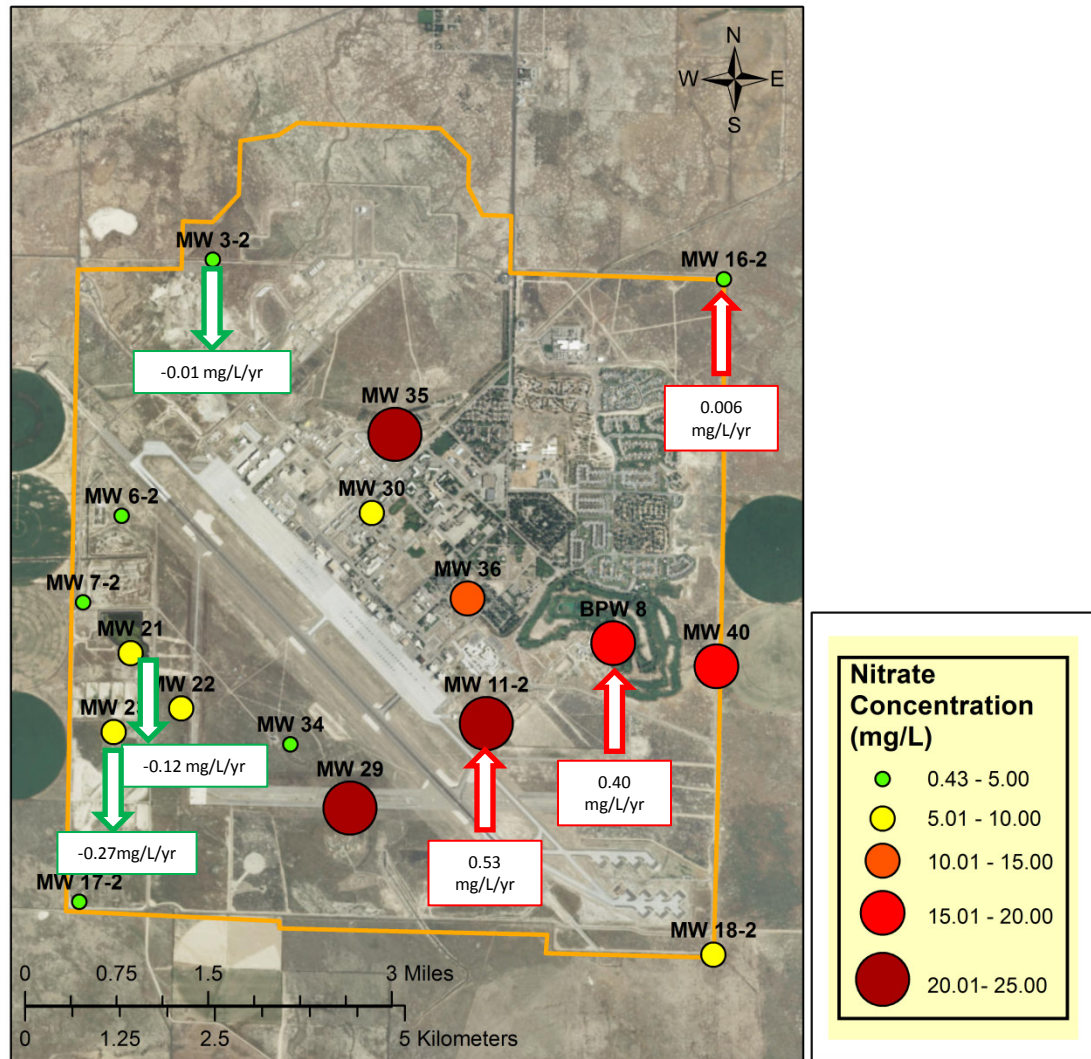 N
W
E
S
MW 3-2
MW 16-2
-0.01 mg/L/yr
0.006
mg/L/yr
MW 35
MW 30
MW 6-2
MW 36
MW 7-2
BPW 8
MW 21
MW 40
MW 22
MW 11-2
MW 2
MW 34
-0.12 mg/L/yr
MW 29
0.40
mg/L/yr
-0.27mg/L/yr
0.53
mg/L/yr
MW 17-2
MW 18-2
0 0.75 1.5 3 Miles
0 1.25 2.5 5 Kilometers
Nitrate
Concentration
(mg/L)
0.43 - 5.00
5.01 - 10.00
10.01 - 15.00
15.01 - 20.00
20.01- 25.00